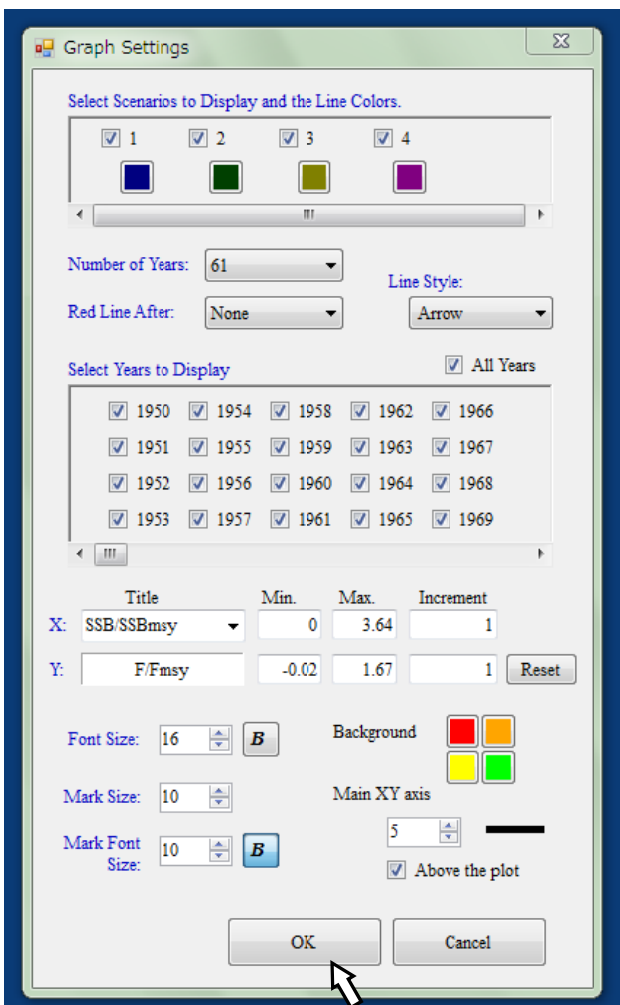 Graph Settings
Select Scenarios to Display and the Line Colors.
1 2 3 4
Number of Years: 61
Line Style:
Red Line After: None Arrow
Select Years to Display All Years
1950 1954 1958 1962 1966
1951 1955 1959 1963 1967
1952 1956 1960 1964 1968
1953 1957 1961 1965 1969
Title Min. Max. Increment
X: SSB/SSBmsy 0 3.64 1
Y: F/Fmsy -0.02 1.67 1 Reset
Font Size: 16 B Background
Mark Size: 10 Main XY axis
5
Mark Font
Size: 10 B
Above the plot
OK Cancel